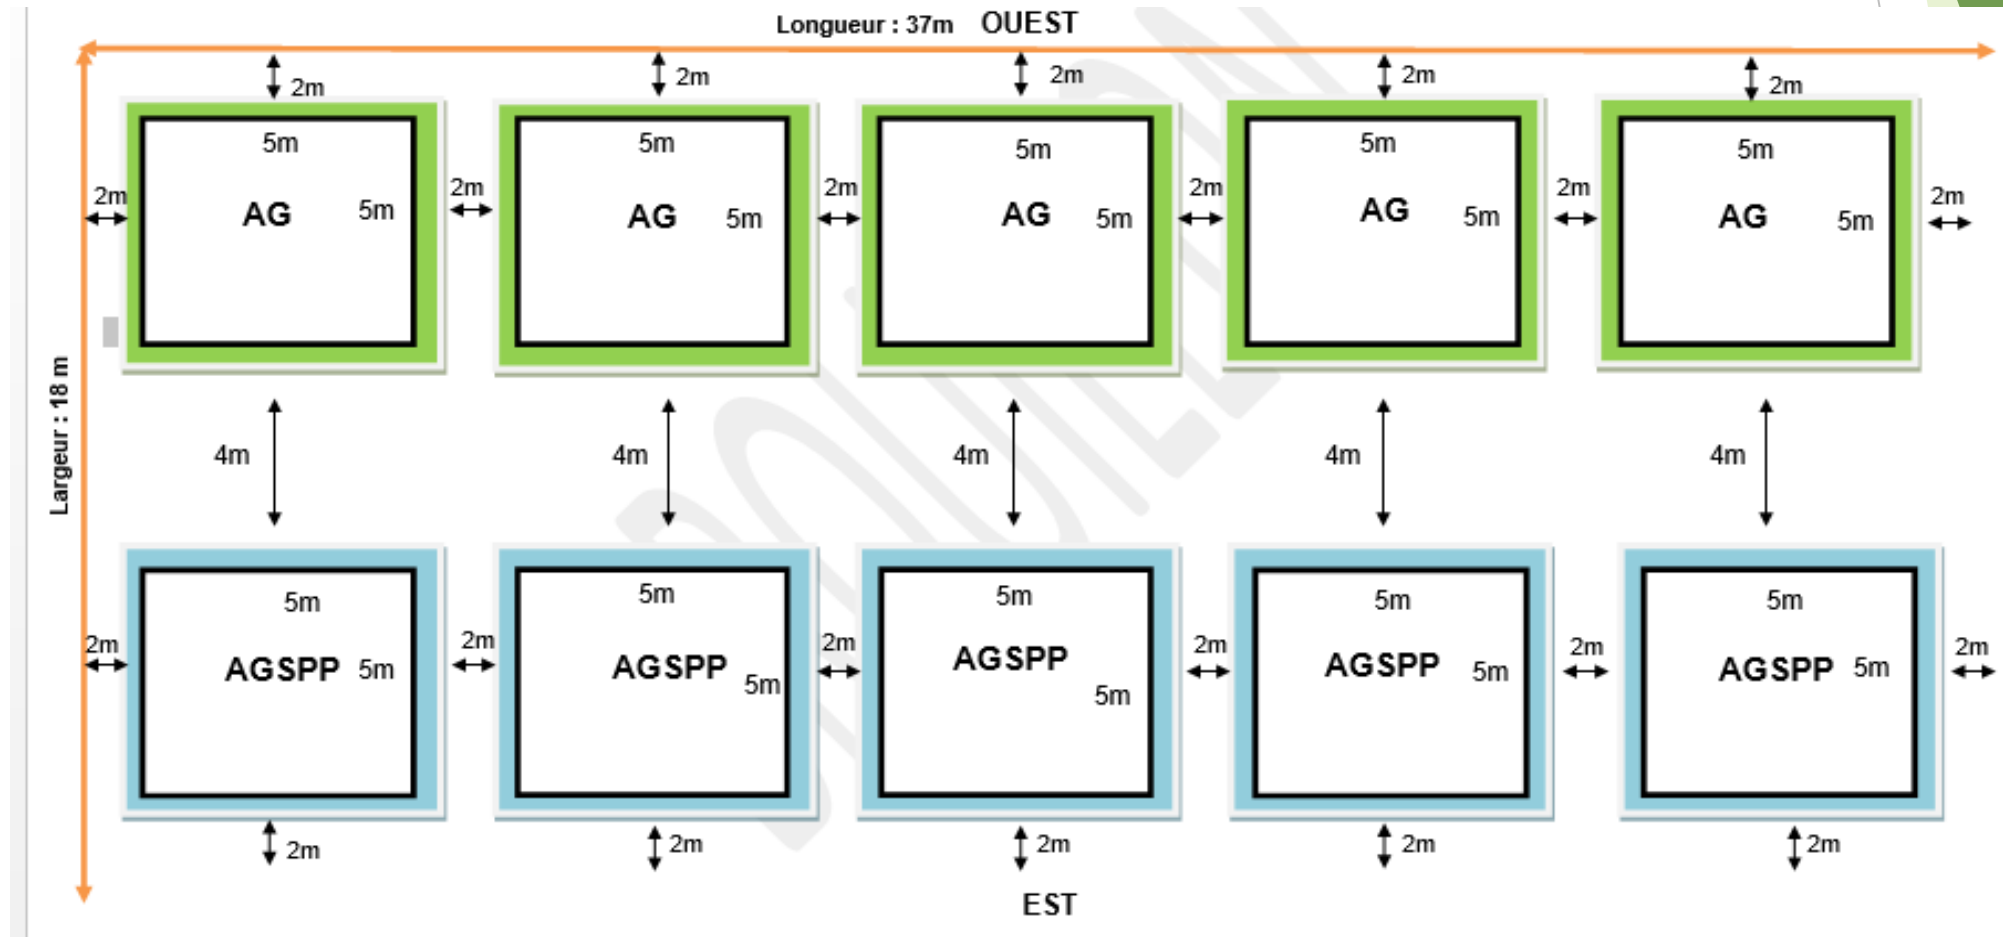 Longueur : 37m OUEST
2m 2m 2m 2m 2m
5m 5m 5m 5m 5m
2m 2m 2m 2m 2m 2m
AG 5m AG 5m AG 5m AG 5m AG 5m
Largeur : 18 m
4m 4m 4m 4m 4m
5m 5m 5m 5m 5m
2m 2m 2m 2m 2m 2m
AGSPP 5m AGSPP 5m AGSPP 5m AGSPP 5m AGSPP 5m
2m 2m 2m 2m 2m
EST